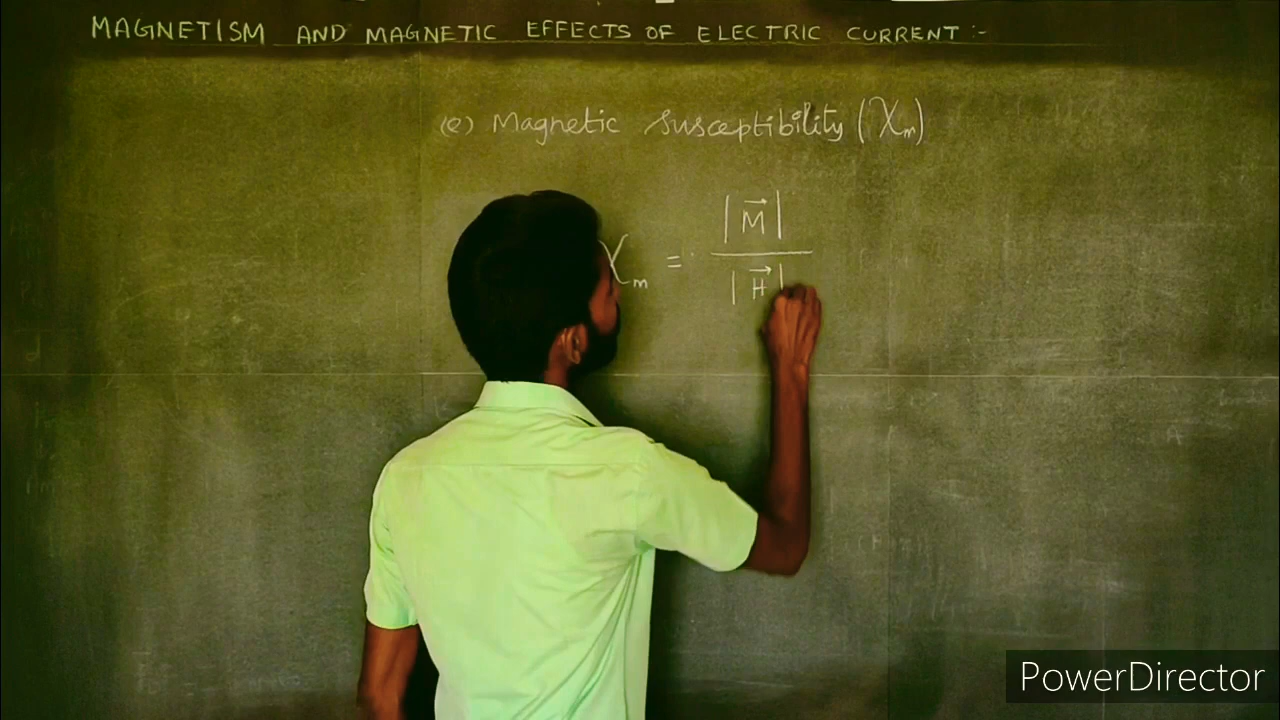 MAGNETISM AND MAGNETIC EFFECTS OF ELECTRIC CURRENT :-
(e) Magnetic susceptibility (χm)
χm = |M⃗| / |H⃗|
PowerDirector